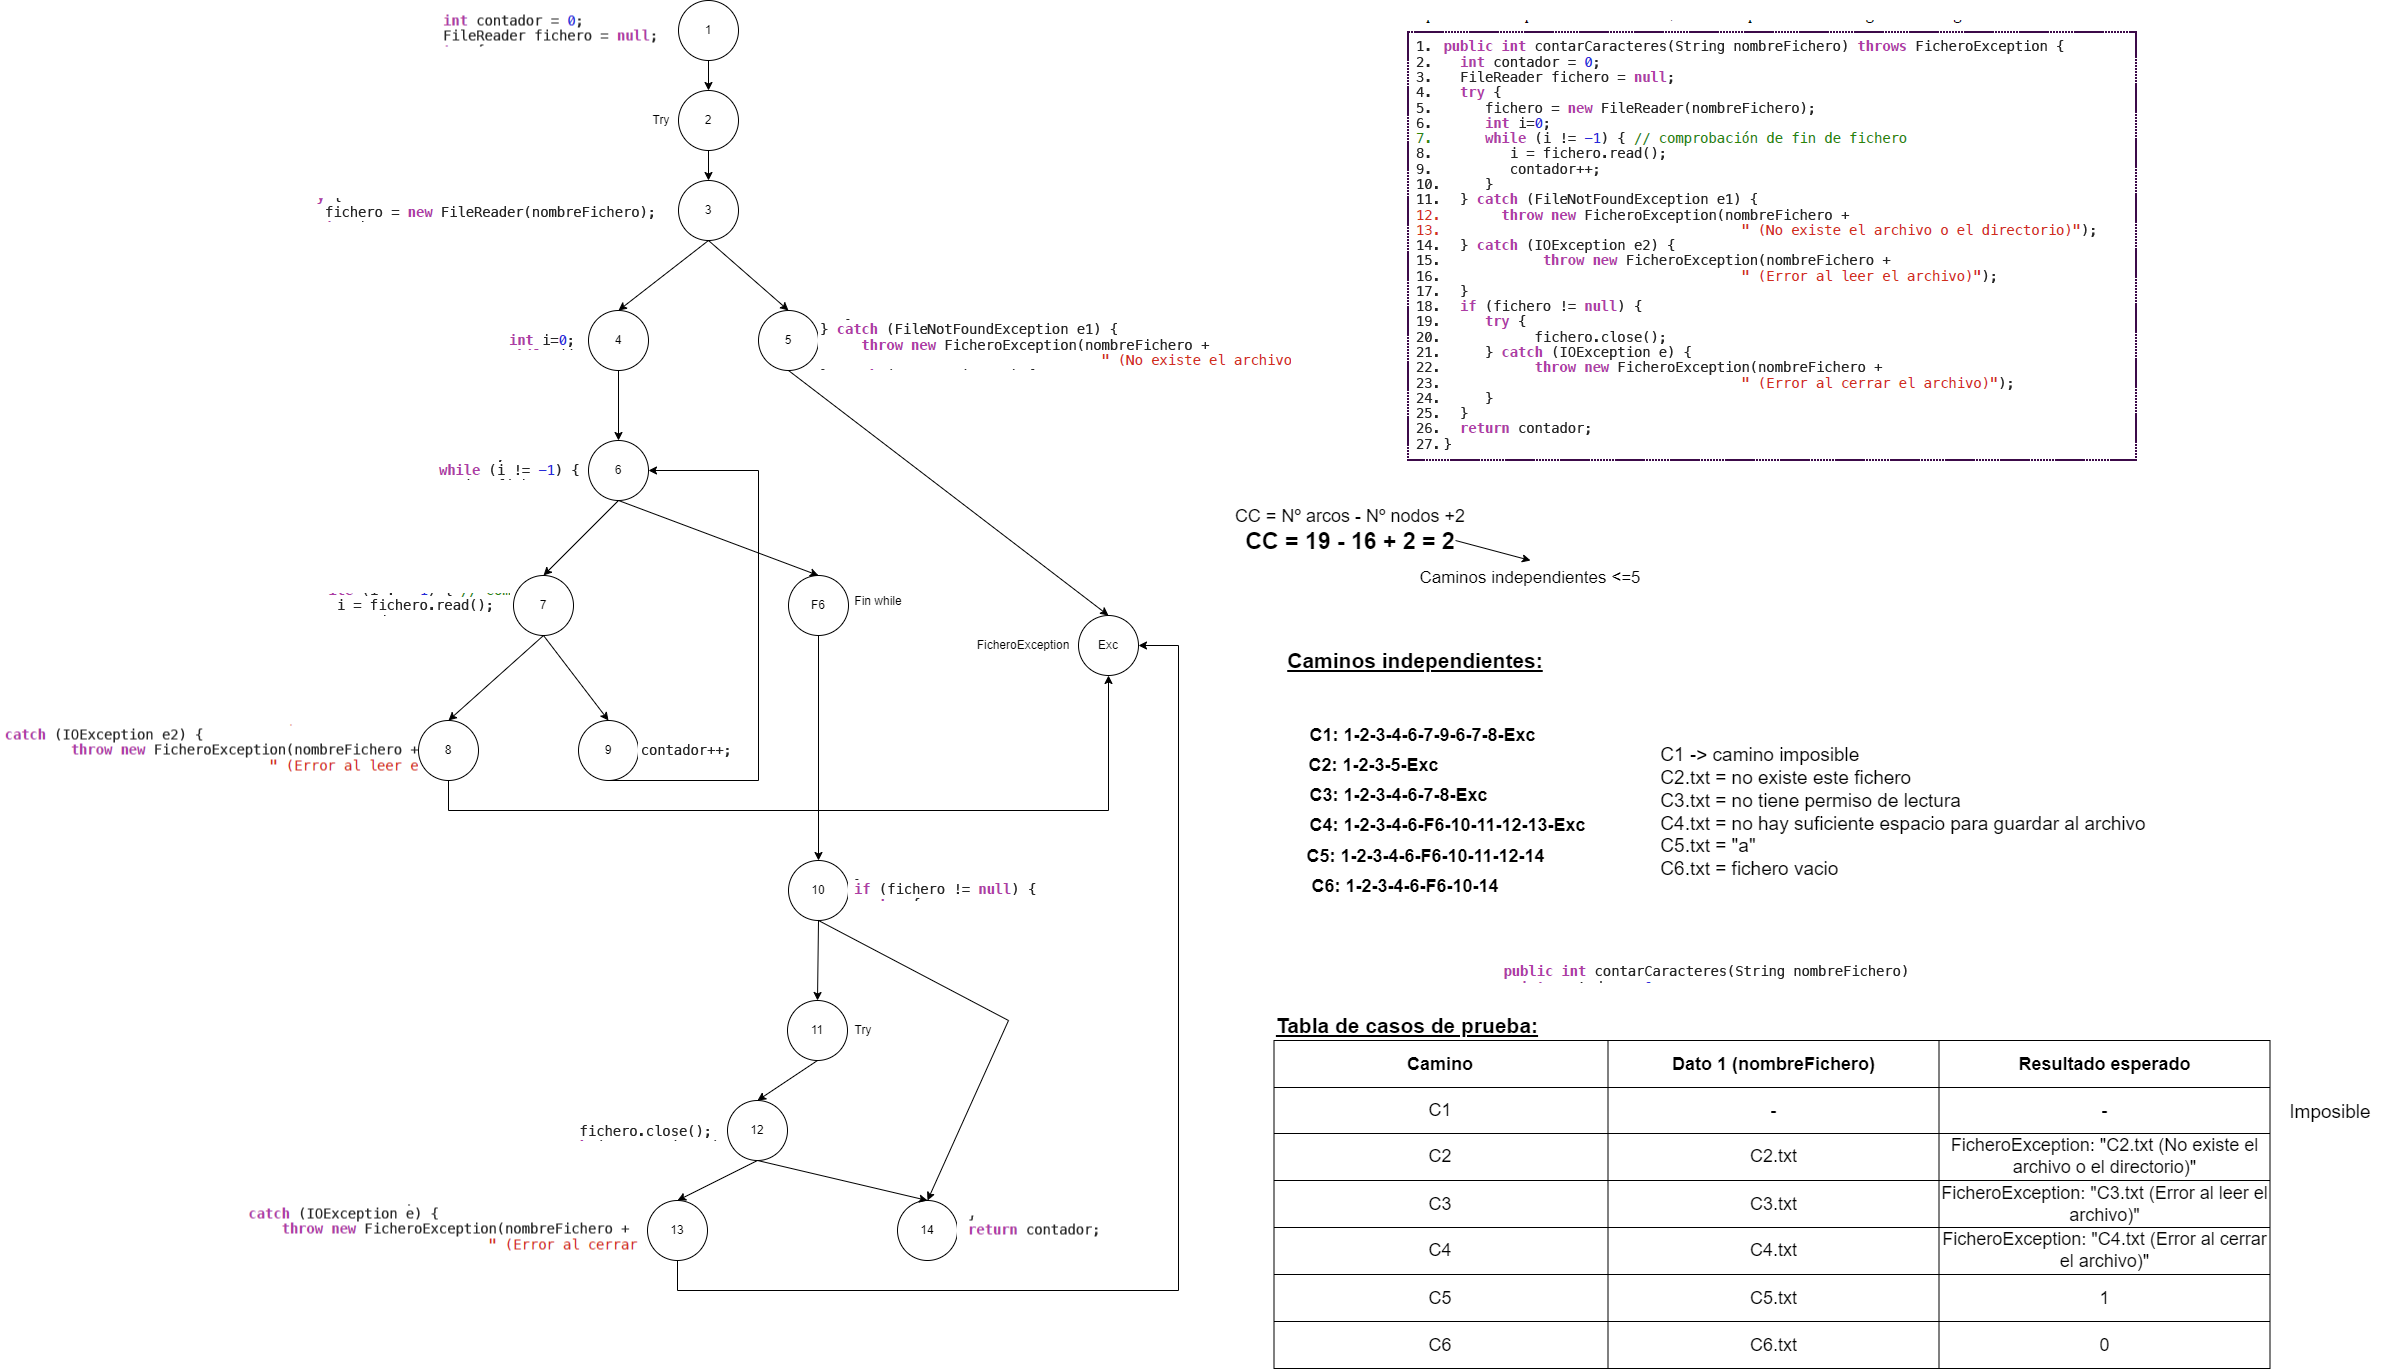 int contador = 0;
FileReader fichero = null;
1
Try
2
fichero = new FileReader(nombreFichero);
3
int i=0;
4
5
} catch (FileNotFoundException e1) {
throw new FicheroException(nombreFichero +
" (No existe el archivo
while (i != −1) {
6
i = fichero.read();
7
F6
Fin while
FicheroException
Exc
catch (IOException e2) {
throw new FicheroException(nombreFichero +
" (Error al leer e
8
9
contador++;
10
if (fichero != null) {
11
Try
fichero.close();
12
catch (IOException e) {
throw new FicheroException(nombreFichero +
" (Error al cerrar
13
14
return contador;
1. public int contarCaracteres(String nombreFichero) throws FicheroException {
2. int contador = 0;
3. FileReader fichero = null;
4. try {
5. fichero = new FileReader(nombreFichero);
6. int i=0;
7. while (i != −1) { // comprobación de fin de fichero
8. i = fichero.read();
9. contador++;
10. }
11. } catch (FileNotFoundException e1) {
12. throw new FicheroException(nombreFichero +
13. " (No existe el archivo o el directorio)");
14. } catch (IOException e2) {
15. throw new FicheroException(nombreFichero +
16. " (Error al leer el archivo)");
17. }
18. if (fichero != null) {
19. try {
20. fichero.close();
21. } catch (IOException e) {
22. throw new FicheroException(nombreFichero +
23. " (Error al cerrar el archivo)");
24. }
25. }
26. return contador;
27. }
CC = Nº arcos - Nº nodos +2
CC = 19 - 16 + 2 = 2
Caminos independientes <=5
Caminos independientes:
C1: 1-2-3-4-6-7-9-6-7-8-Exc
C2: 1-2-3-5-Exc
C3: 1-2-3-4-6-7-8-Exc
C4: 1-2-3-4-6-F6-10-11-12-13-Exc
C5: 1-2-3-4-6-F6-10-11-12-14
C6: 1-2-3-4-6-F6-10-14
C1 -> camino imposible
C2.txt = no existe este fichero
C3.txt = no tiene permiso de lectura
C4.txt = no hay suficiente espacio para guardar al archivo
C5.txt = "a"
C6.txt = fichero vacio
public int contarCaracteres(String nombreFichero)
Tabla de casos de prueba:
Camino Dato 1 (nombreFichero) Resultado esperado
C1 - - Imposible
C2 C2.txt FicheroException: "C2.txt (No existe el
archivo o el directorio)"
C3 C3.txt FicheroException: "C3.txt (Error al leer el
archivo)"
C4 C4.txt FicheroException: "C4.txt (Error al cerrar
el archivo)"
C5 C5.txt 1
C6 C6.txt 0